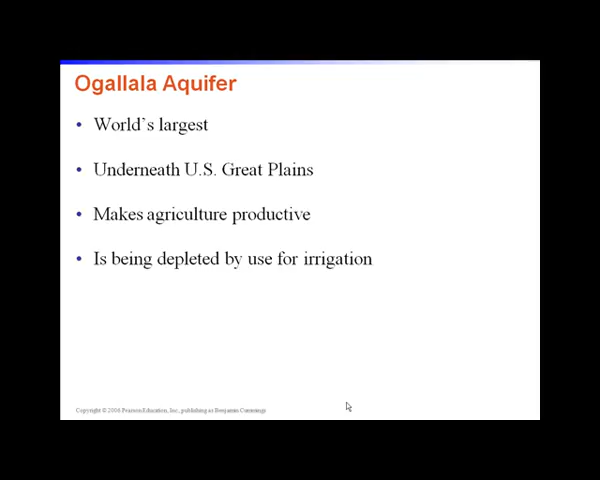 Ogallala Aquifer
• World's largest
• Underneath U.S. Great Plains
• Makes agriculture productive
• Is being depleted by use for irrigation
Copyright © 2006 Pearson Education, Inc., publishing as Benjamin Cummings